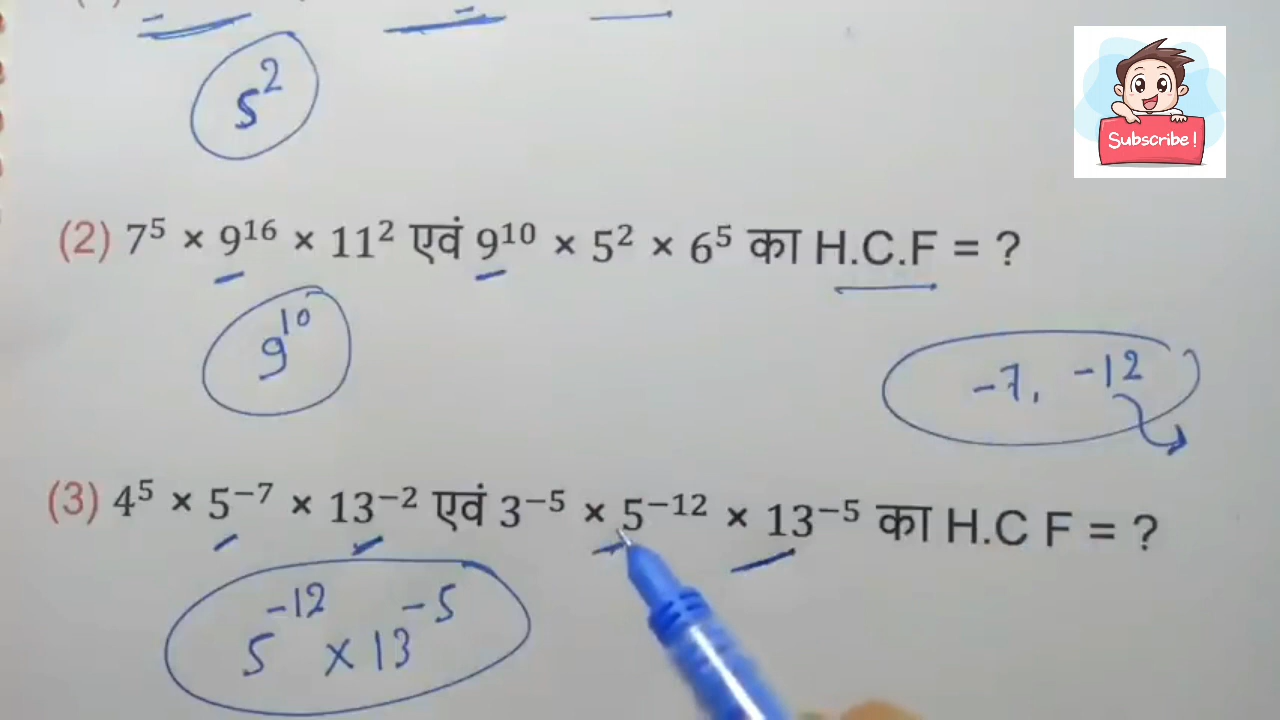 5²
Subscribe!
(2) 7⁵ × 9¹⁶ × 11² एवं 9¹⁰ × 5² × 6⁵ का H.C.F = ?
9¹⁰
-7, -12
(3) 4⁵ × 5⁻⁷ × 13⁻² एवं 3⁻⁵ × 5⁻¹² × 13⁻⁵ का H.C F = ?
5⁻¹² × 13⁻⁵